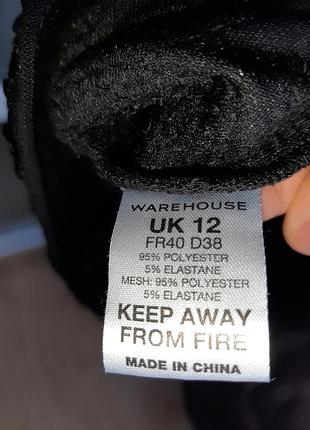 WAREHOUSE
UK 12
FR40 D38
95% POLYESTER
5% ELASTANE
MESH: 95% POLYESTER
5% ELASTANE
KEEP AWAY
FROM FIRE
MADE IN CHINA